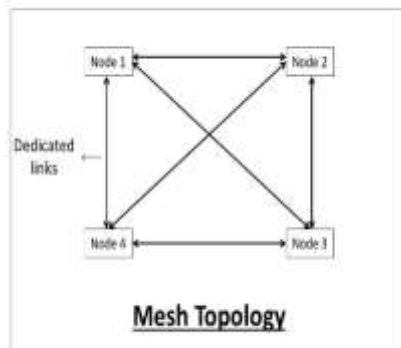 Node 1
Node 2
Dedicated
links
Node 4
Node 3
Mesh Topology